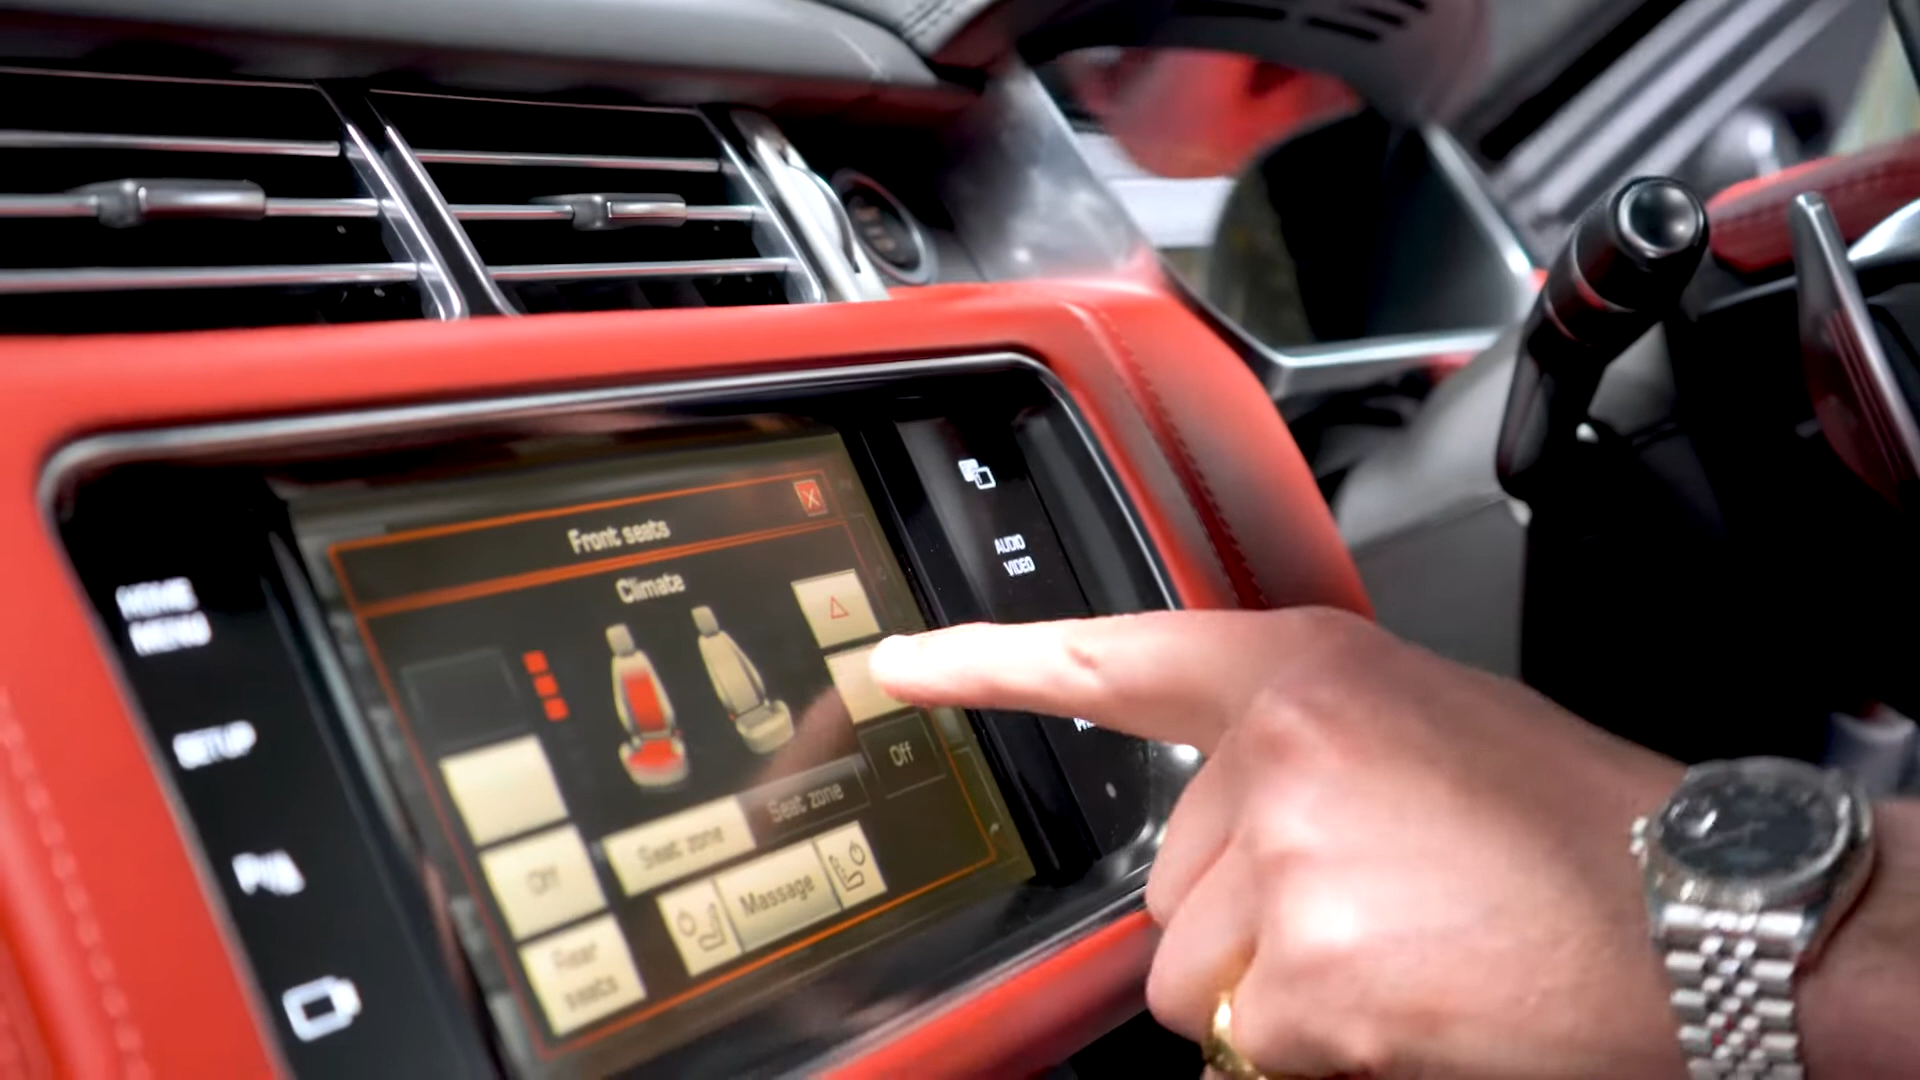 Front seats
Climate
HOME
MENU
AUDIO
VIDEO
SETUP
Off
Seat zone
Seat zone
Off
Massage
Rear
seats